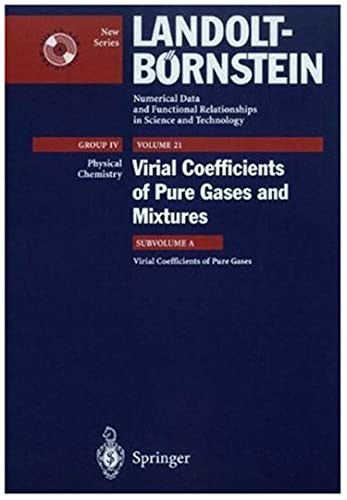 New
Series
LANDOLT-
BÖRNSTEIN
Numerical Data
and Functional Relationships
in Science and Technology
GROUP IV
VOLUME 21
Physical
Chemistry
Virial Coefficients
of Pure Gases and
Mixtures
SUBVOLUME A
Virial Coefficients of Pure Gases
Springer